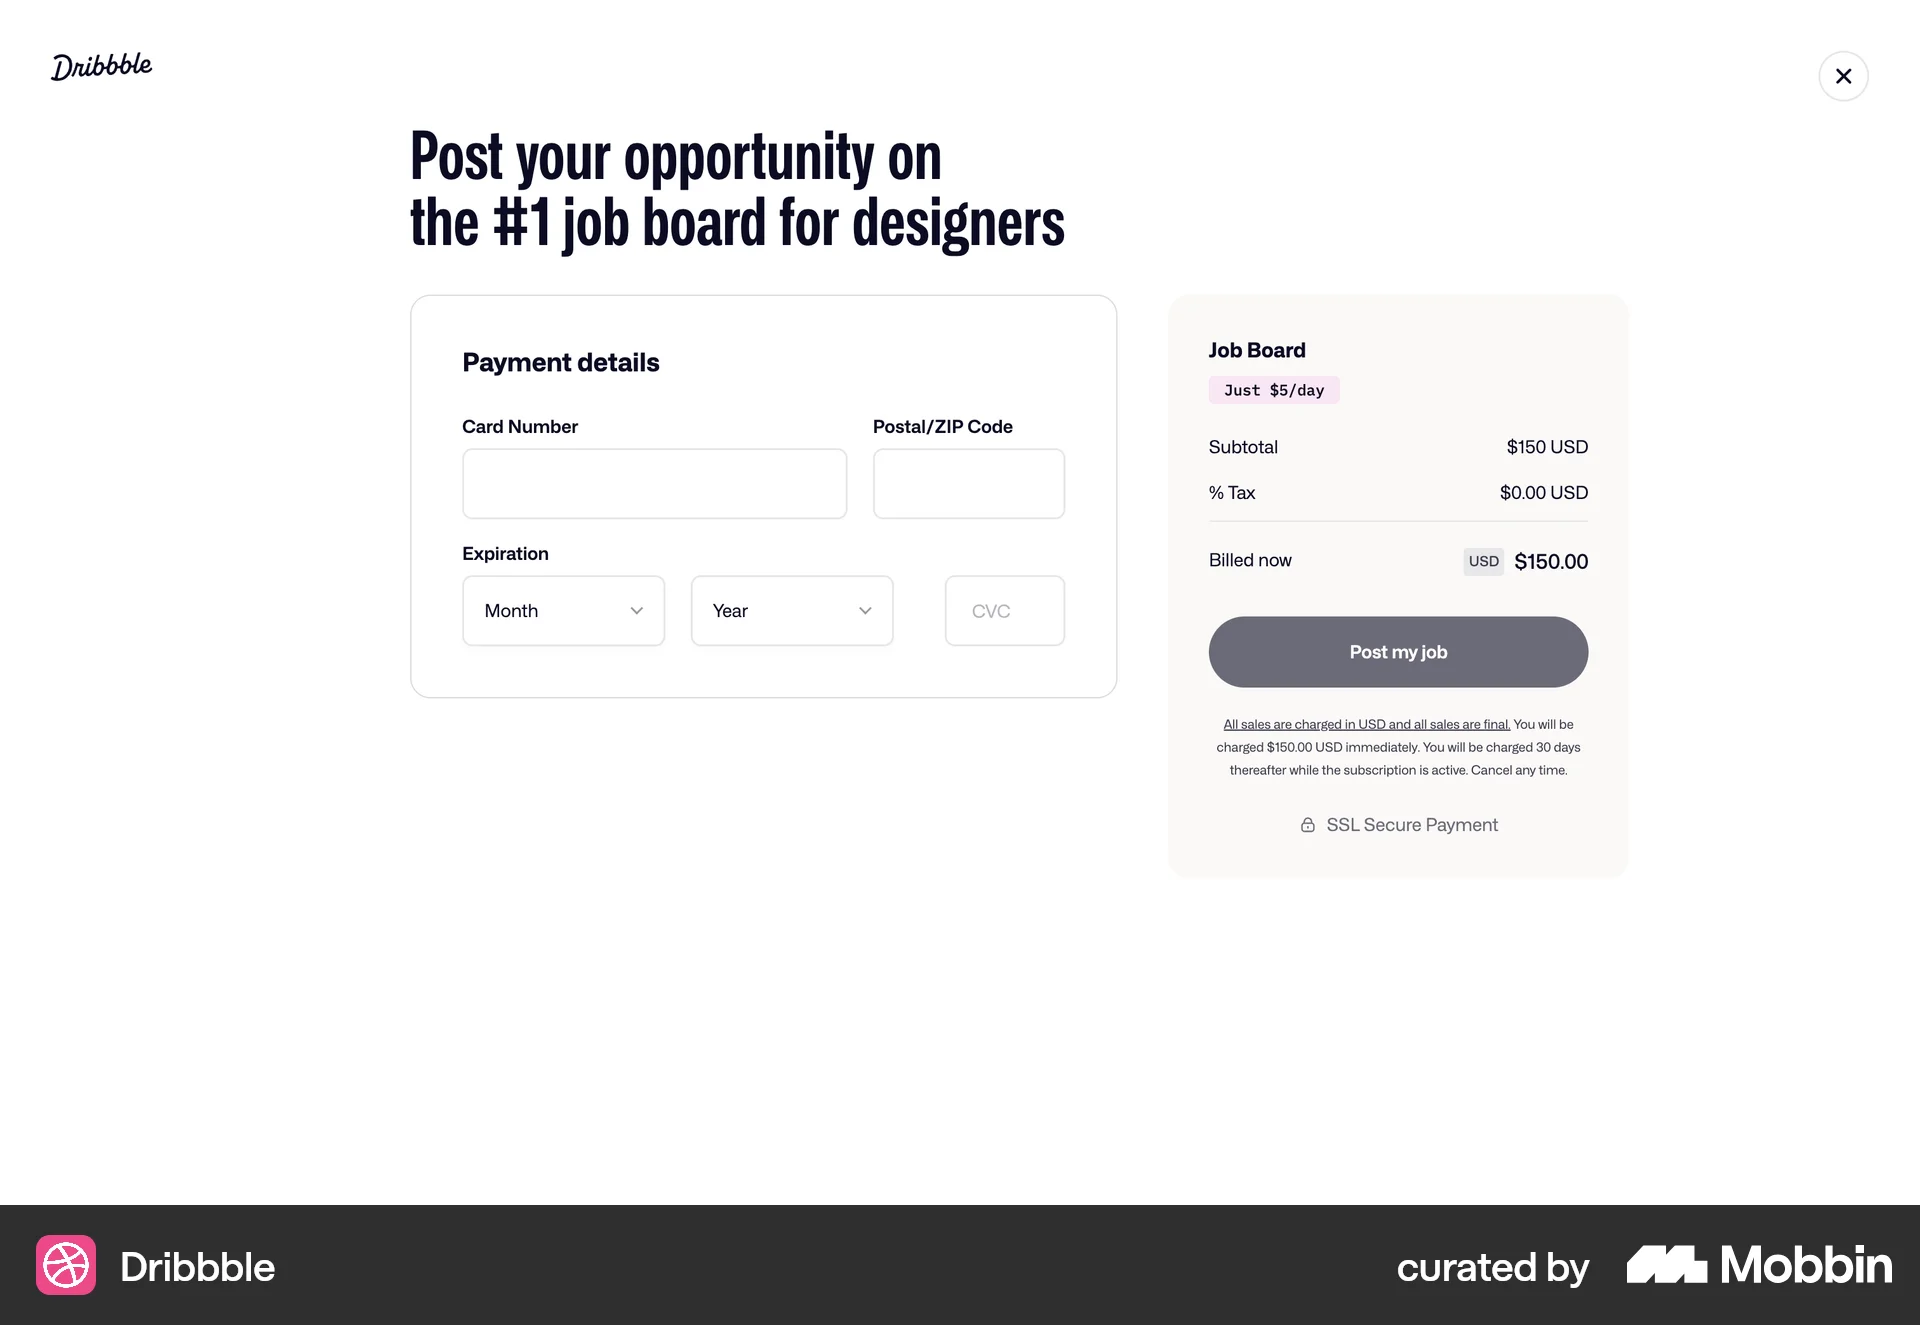 Dribbble
Post your opportunity on
the #1 job board for designers
Payment details
Card Number
Postal/ZIP Code
Expiration
Month
Year
CVC
Job Board
Just $5/day
Subtotal $150 USD
% Tax $0.00 USD
Billed now USD $150.00
Post my job
All sales are charged in USD and all sales are final. You will be
charged $150.00 USD immediately. You will be charged 30 days
thereafter while the subscription is active. Cancel any time.
SSL Secure Payment
Dribbble
curated by Mobbin